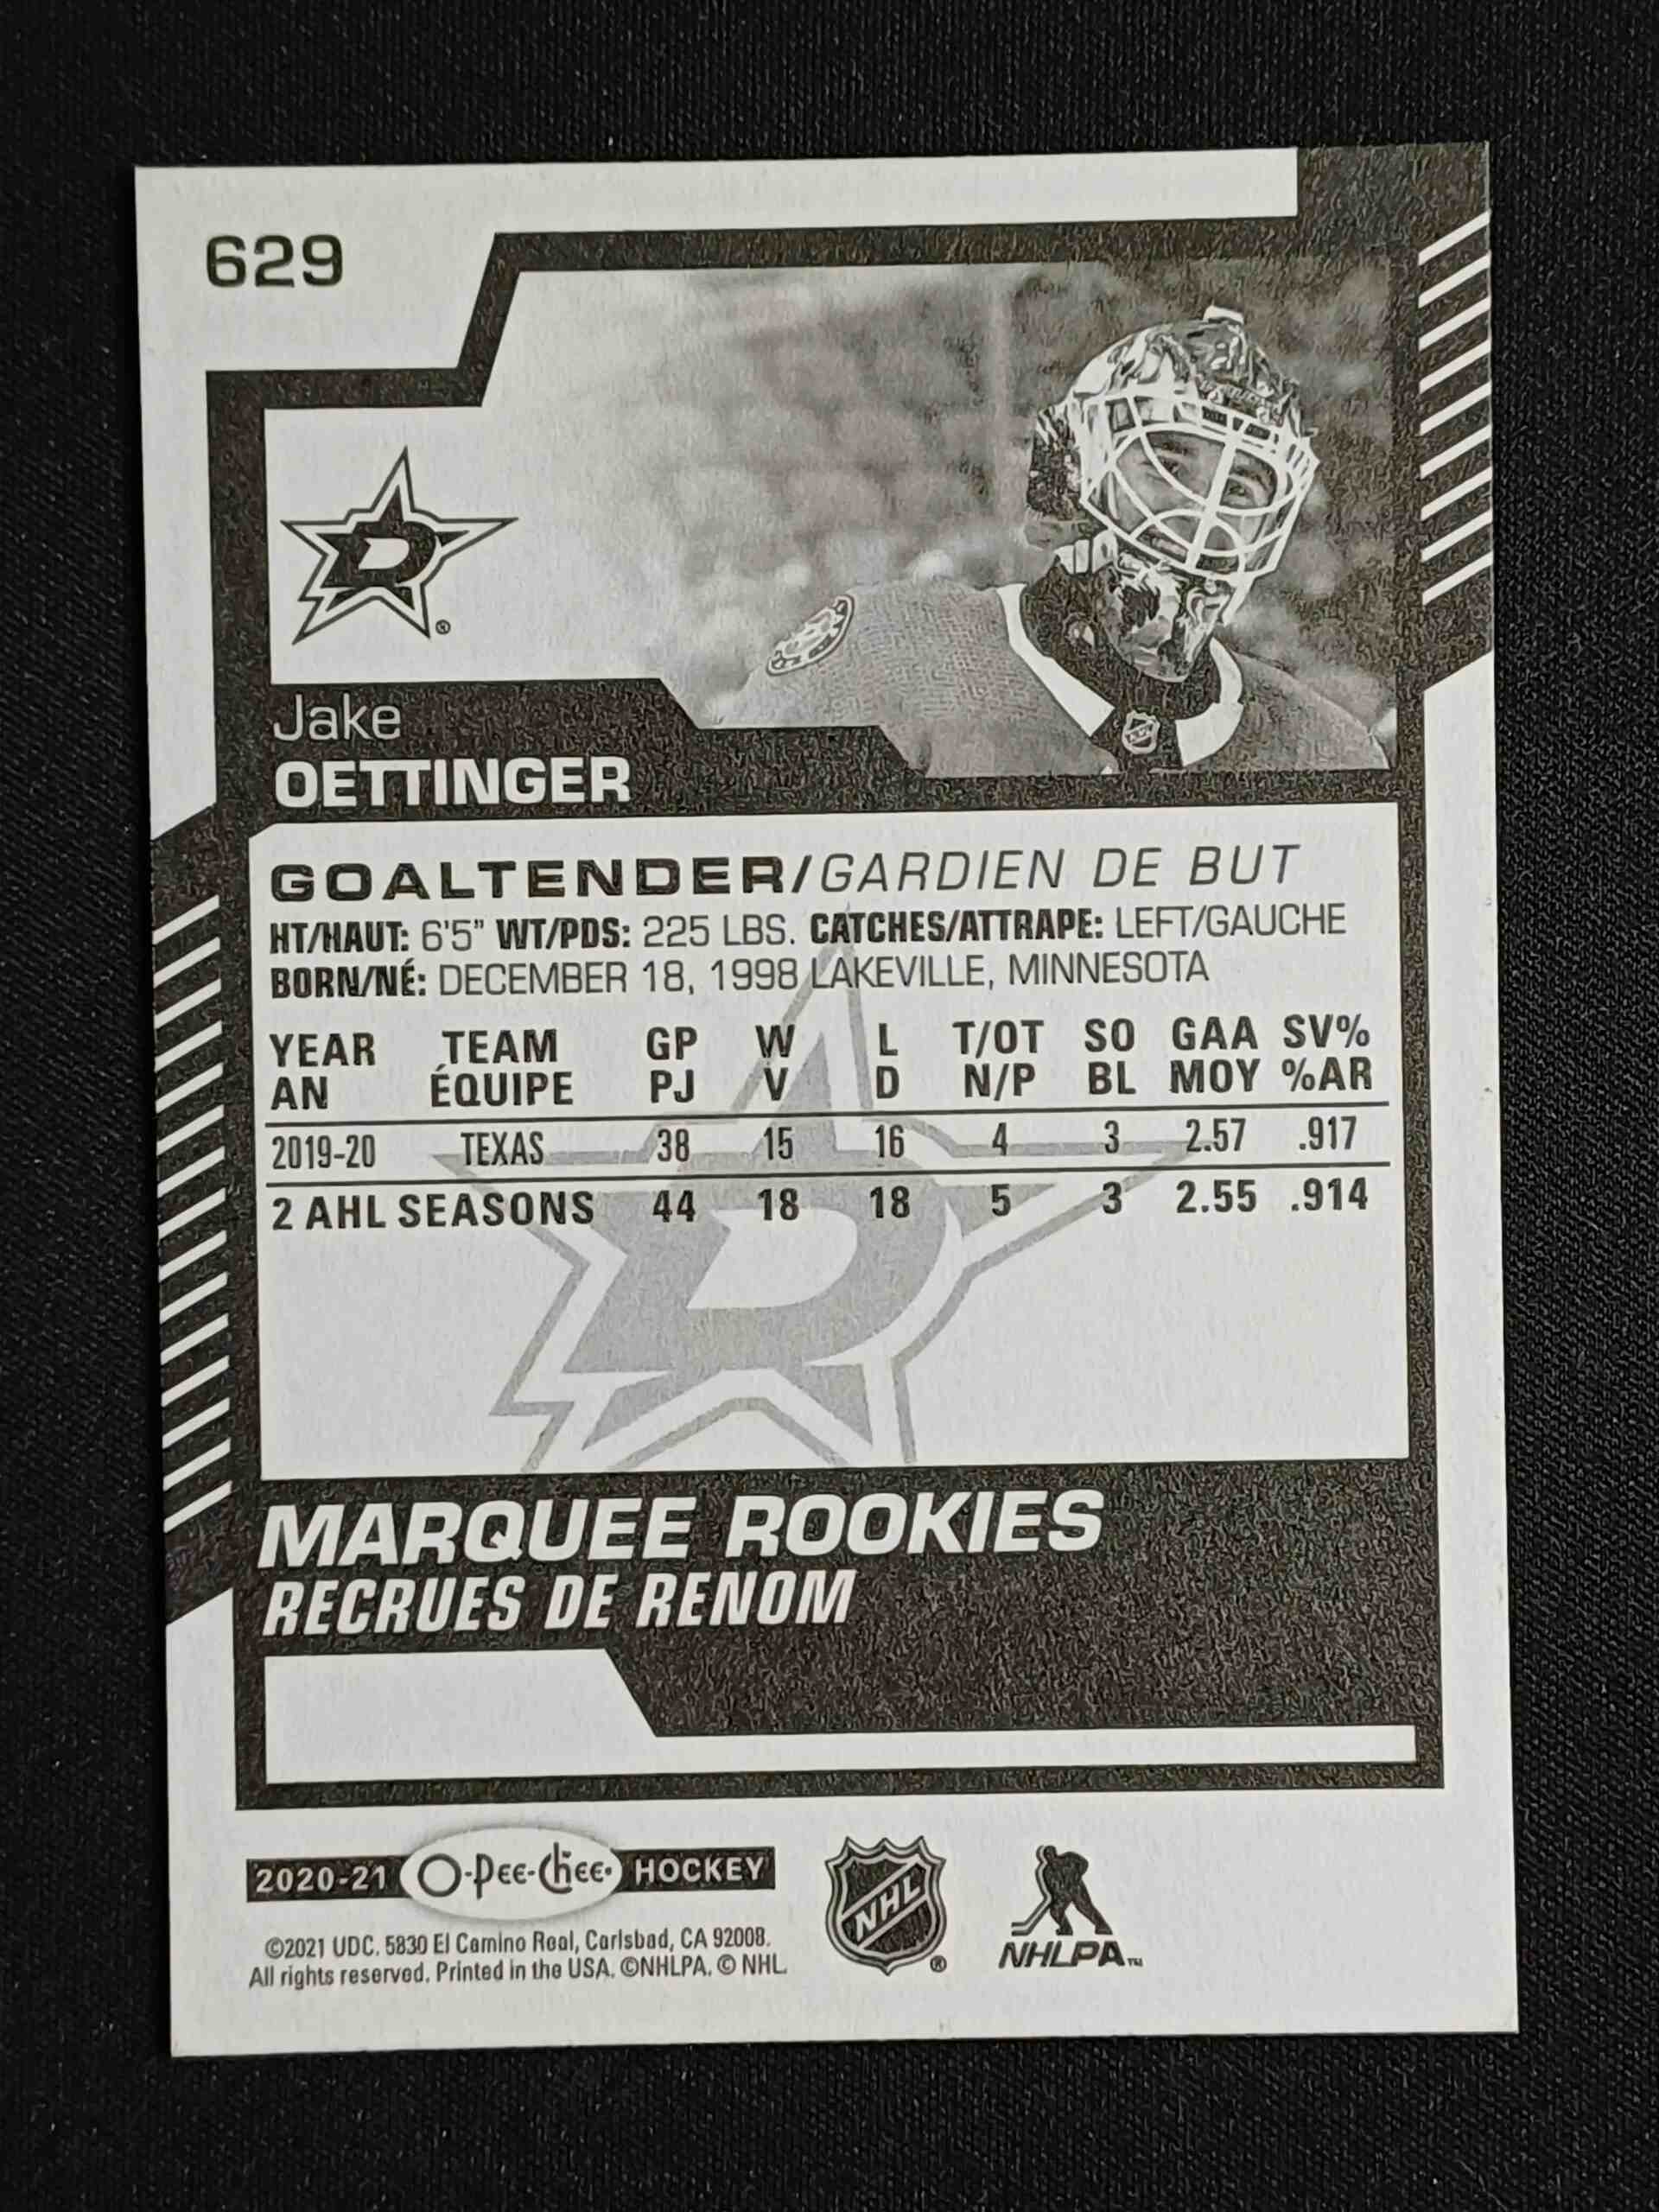 629
Jake
OETTINGER
GOALTENDER/GARDIEN DE BUT
HT/HAUT: 6'5" WT/PDS: 225 LBS. CATCHES/ATTRAPE: LEFT/GAUCHE
BORN/NÉ: DECEMBER 18, 1998 LAKEVILLE, MINNESOTA
YEAR TEAM GP W L T/OT SO GAA SV%
AN ÉQUIPE PJ V D N/P BL MOY %AR
2019-20 TEXAS 38 15 16 4 3 2.57 .917
2 AHL SEASONS 44 18 18 5 3 2.55 .914
MARQUEE ROOKIES
RECRUES DE RENOM
2020-21 O-Pee-Chee HOCKEY
©2021 UDC. 5830 El Camino Real, Carlsbad, CA 92008.
All rights reserved. Printed in the USA. ©NHLPA. © NHL.
NHL ®
NHLPA™